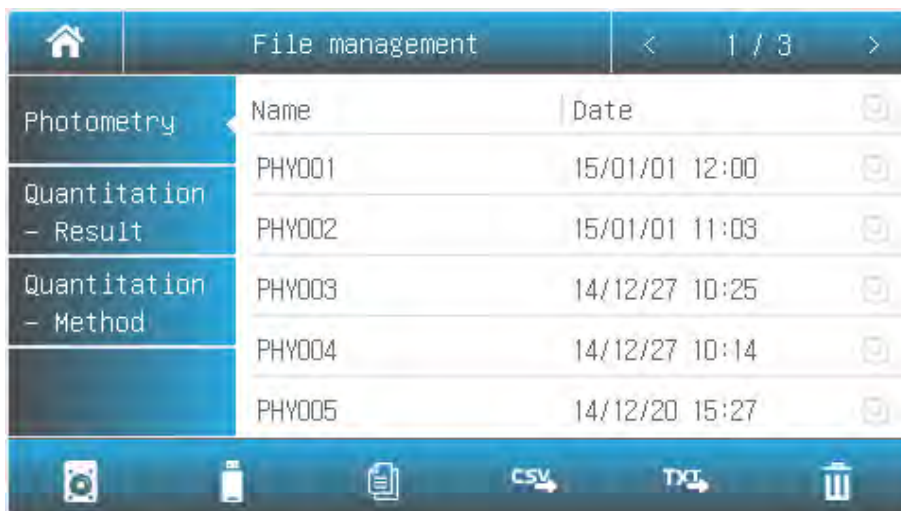 File management < 1 / 3 >
Photometry
Quantitation
- Result
Quantitation
- Method
Name Date
PHY001 15/01/01 12:00
PHY002 15/01/01 11:03
PHY003 14/12/27 10:25
PHY004 14/12/27 10:14
PHY005 14/12/20 15:27
CSV TXT